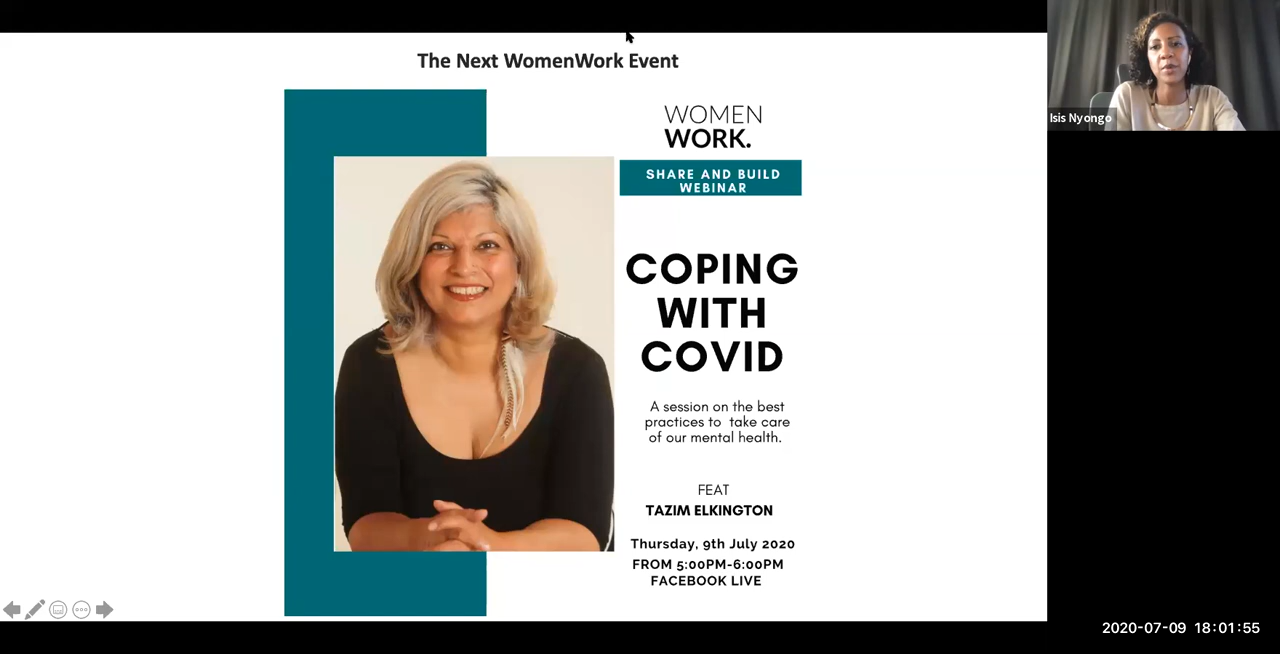 The Next WomenWork Event
WOMEN
WORK.
SHARE AND BUILD
WEBINAR
COPING
WITH
COVID
A session on the best
practices to take care
of our mental health.
FEAT
TAZIM ELKINGTON
Thursday, 9th July 2020
FROM 5:00PM-6:00PM
FACEBOOK LIVE
Isis Nyongo
2020-07-09 18:01:55